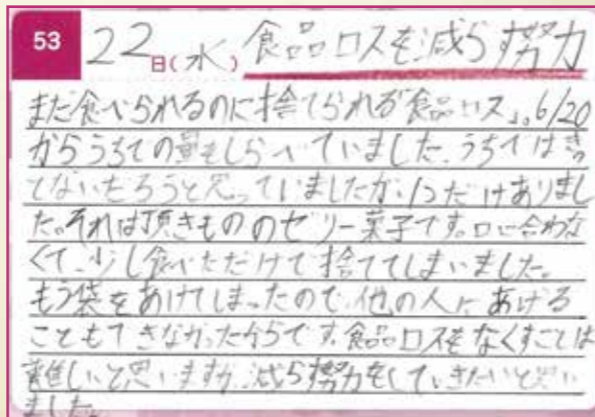 53 22日(水) 食品ロスを減らす努力
まだ食べられるのに捨てられる「食品ロス」。6/20
からうちでの量をしらべていました。うちではきっ
とないだろうと思っていましたが、1つだけありまし
た。それは頂きもののゼリー菓子です。口に合わな
くて、少し食べただけで捨ててしまいました。
もう袋をあけてしまったので、他の人にあげる
こともできなかったからです。食品ロスをなくすことは
難しいと思いますが、減らす努力をしていきたいと思い
ました。